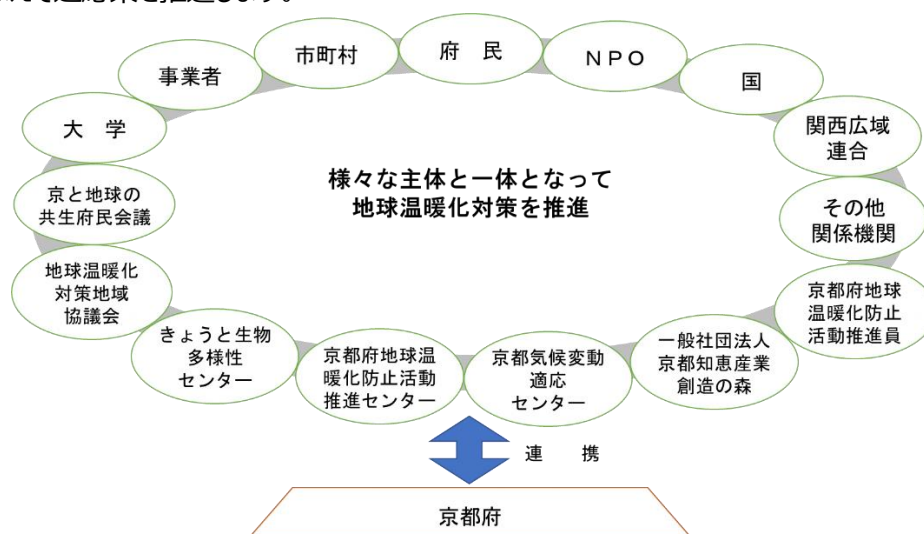 て適応策を推進します。
市町村
府 民
NPO
事業者
国
大 学
関西広域
連合
京と地球の
共生府民会議
様々な主体と一体となって
地球温暖化対策を推進
その他
関係機関
地球温暖化
対策地域
協議会
京都府地球
温暖化防止
活動推進員
きょうと生物
多様性
センター
京都府地球温
暖化防止活動
推進センター
京都気候変動
適応
センター
一般社団法人
京都知恵産業
創造の森
連 携
京都府